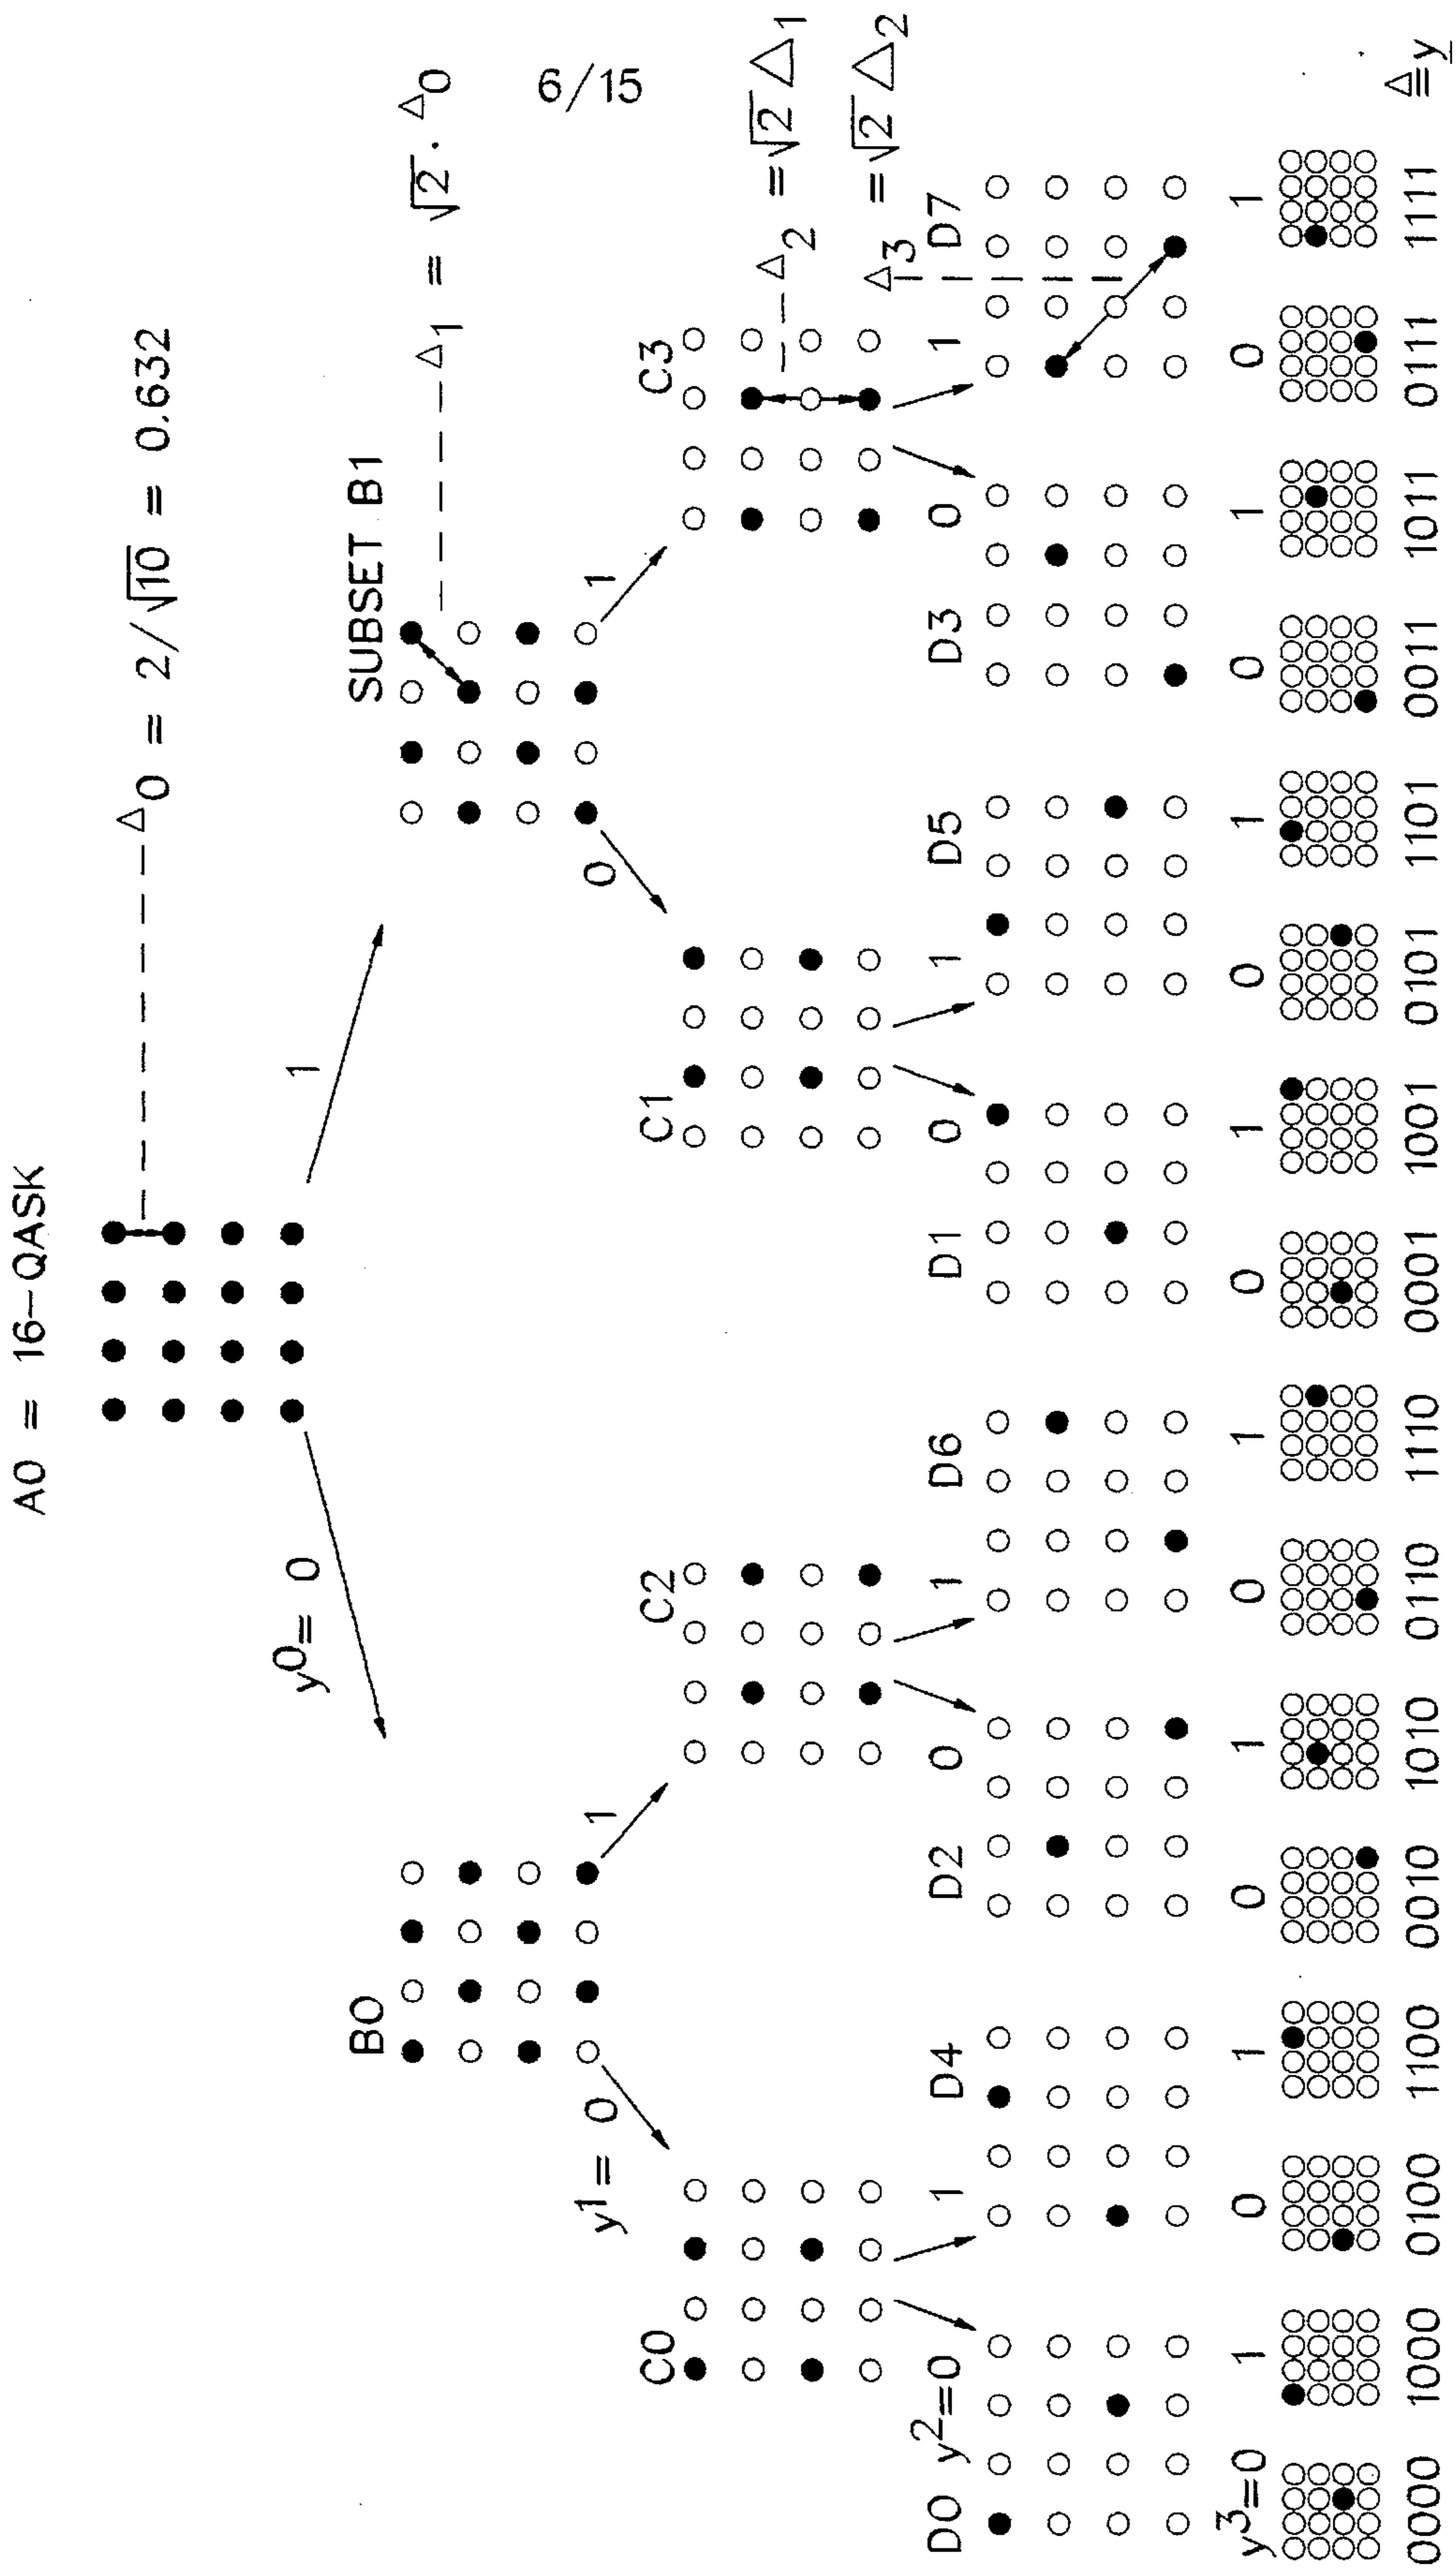 A0 = 16-QASK
Δ0 = 2/√10 = 0.632
y0= 0
1
B0
SUBSET B1
Δ1 = √2 · Δ0
y1= 0
1
0
1
6/15
C0
C2
C1
C3
Δ2 = √2 Δ1
Δ3 = √2 Δ2
D0 y2=0
1 D4
D2 0
1 D6
D1 0
1 D5
D3 0
1 D7
y3=0 1 0 1 0 1 0 1 0 1 0 1 0 1 0 1
0000 1000 0100 1100 0010 1010 0110 1110 0001 1001 0101 1101 0011 1011 0111 1111 ≙y